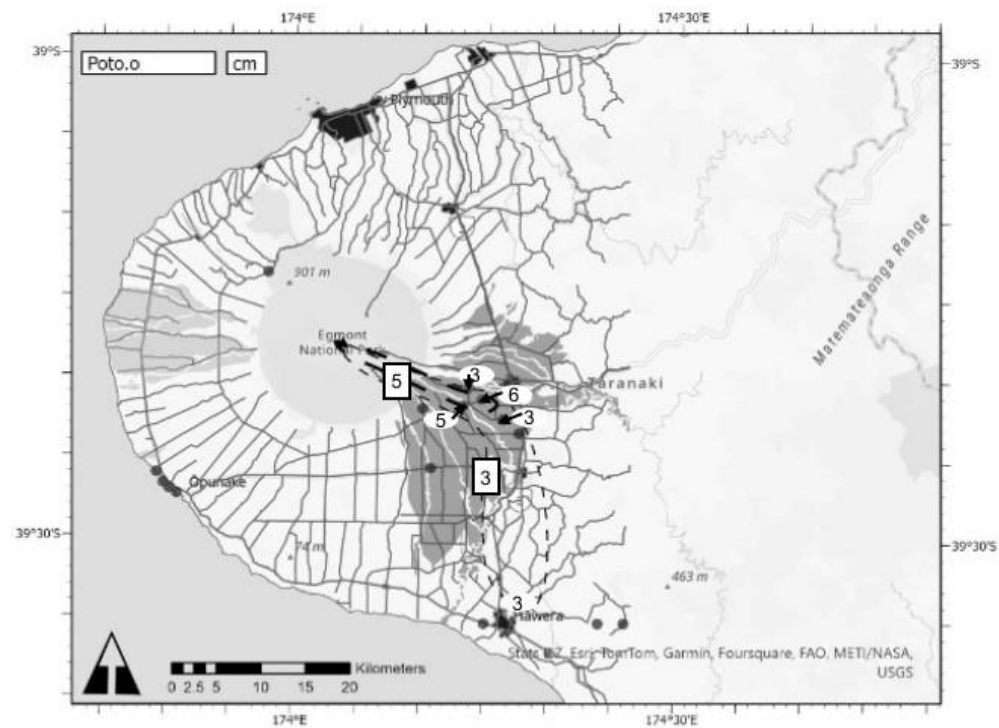 174°E
174°30'E
39°S
39°S
Poto.o
cm
Plymouth
301 m
Egmont
National Park
Taranaki
Matemateaonga Range
3
5
6
5
3
3
Opunake
39°30'S
39°30'S
74 m
463 m
3
Hawera
Stats NZ, Esri, TomTom, Garmin, Foursquare, FAO, METI/NASA,
USGS
Kilometers
0 2.5 5 10 15 20
174°E
174°30'E